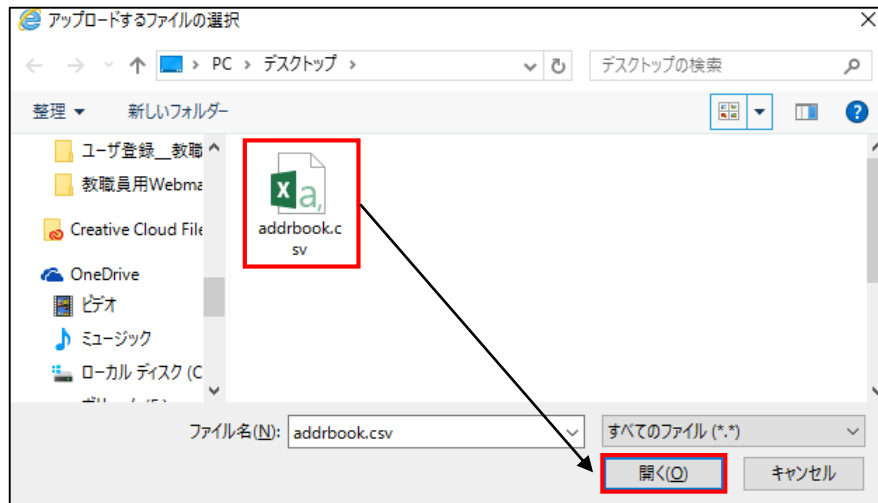 アップロードするファイルの選択
PC > デスクトップ >
デスクトップの検索
整理
新しいフォルダー
ユーザ登録__教職
教職員用Webma
Creative Cloud File
OneDrive
ビデオ
ミュージック
ローカル ディスク (C
addrbook.c
sv
ファイル名(N):
addrbook.csv
すべてのファイル (*.*)
開く(O)
キャンセル